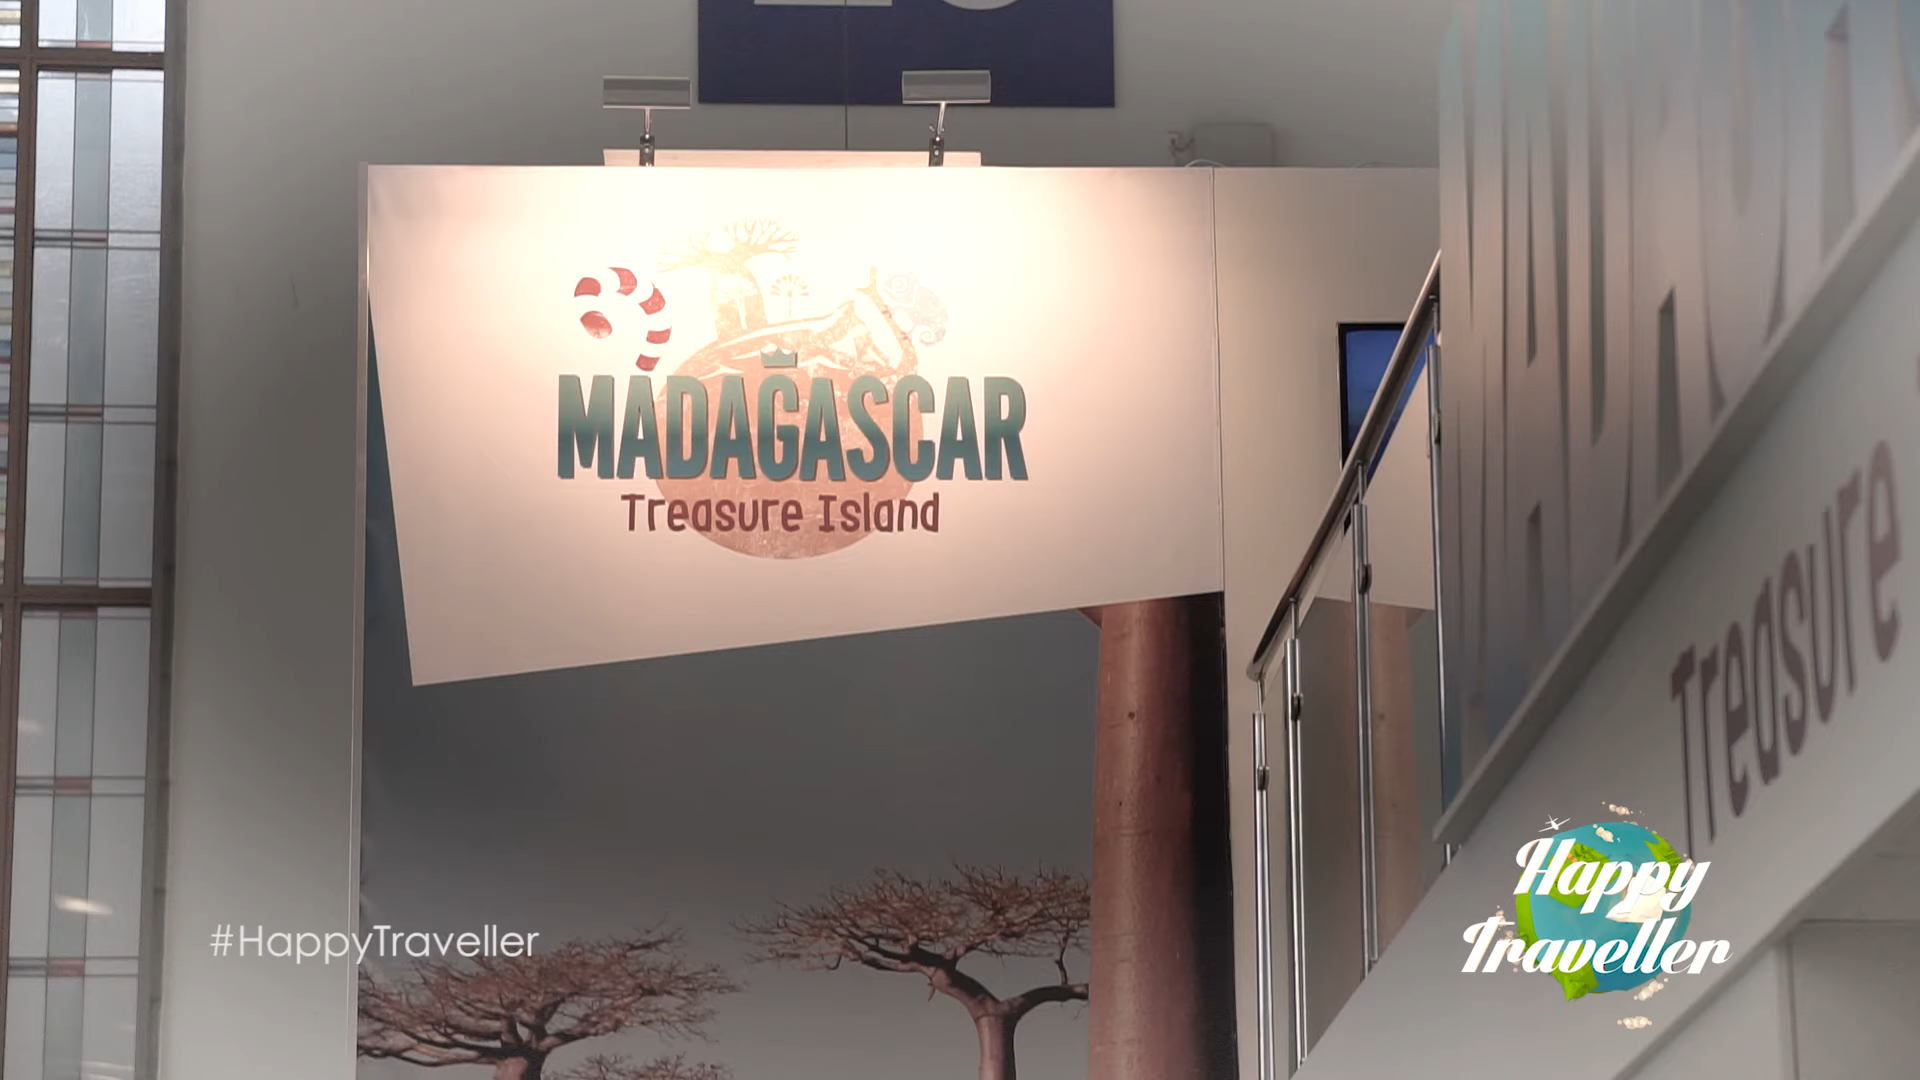 MADAGASCAR
Treasure Island
Treasure
#HappyTraveller
Happy
Traveller